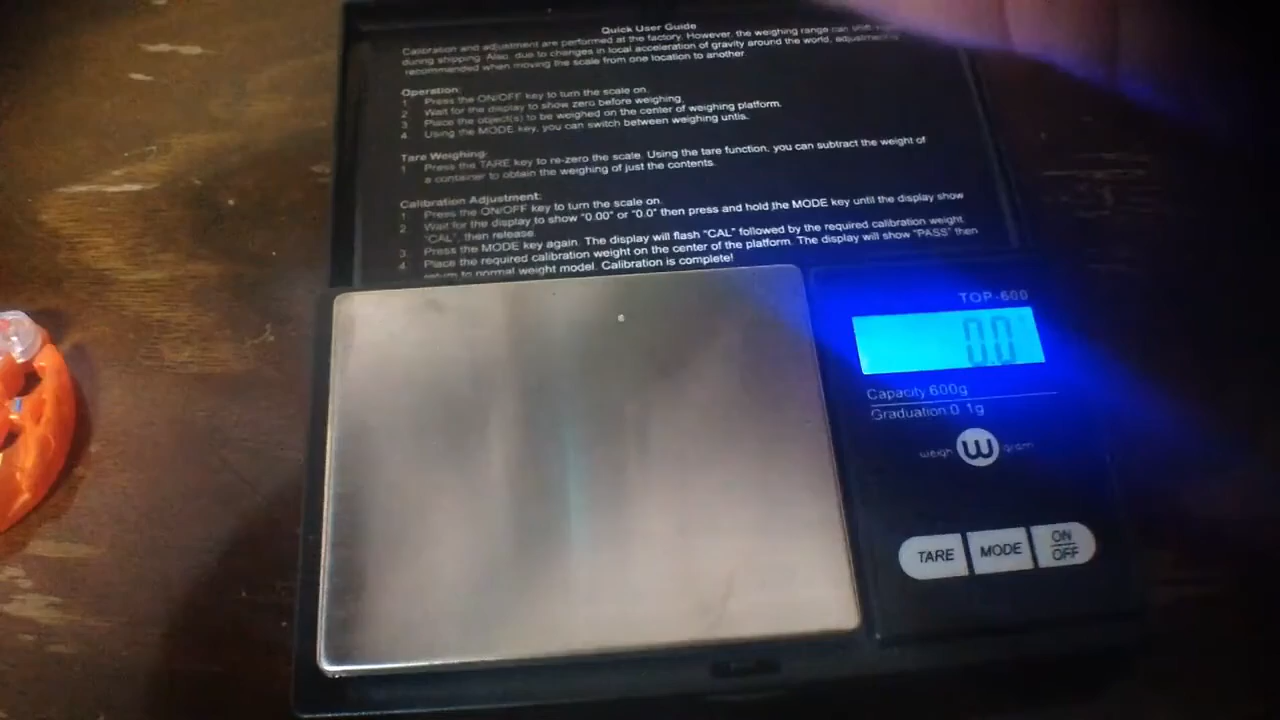 Quick User Guide
Calibration and adjustment are performed at the factory. However, the weighing range can
during shipping. Also, due to changes in local acceleration of gravity around the world, adjustment
recommended when moving the scale from one location to another.
Operation:
1 Press the ON/OFF key to turn the scale on.
2 Wait for the display to show zero before weighing.
3 Place the object(s) to be weighed on the center of weighing platform.
4. Using the MODE key, you can switch between weighing untis.
Tare Weighing:
1 Press the TARE key to re-zero the scale. Using the tare function, you can subtract the weight of
a container to obtain the weighing of just the contents.
Calibration Adjustment:
1 Press the ON/OFF key to turn the scale on.
2 Wait for the display to show "0.00" or "0.0" then press and hold the MODE key until the display show
"CAL", then release.
3. Press the MODE key again. The display will flash "CAL" followed by the required calibration weight
4. Place the required calibration weight on the center of the platform. The display will show "PASS" then
return to normal weight model. Calibration is complete!
TOP-600
0.0
Capacity 600g
Graduation 0.1g
weigh W gram
TARE MODE ON/OFF